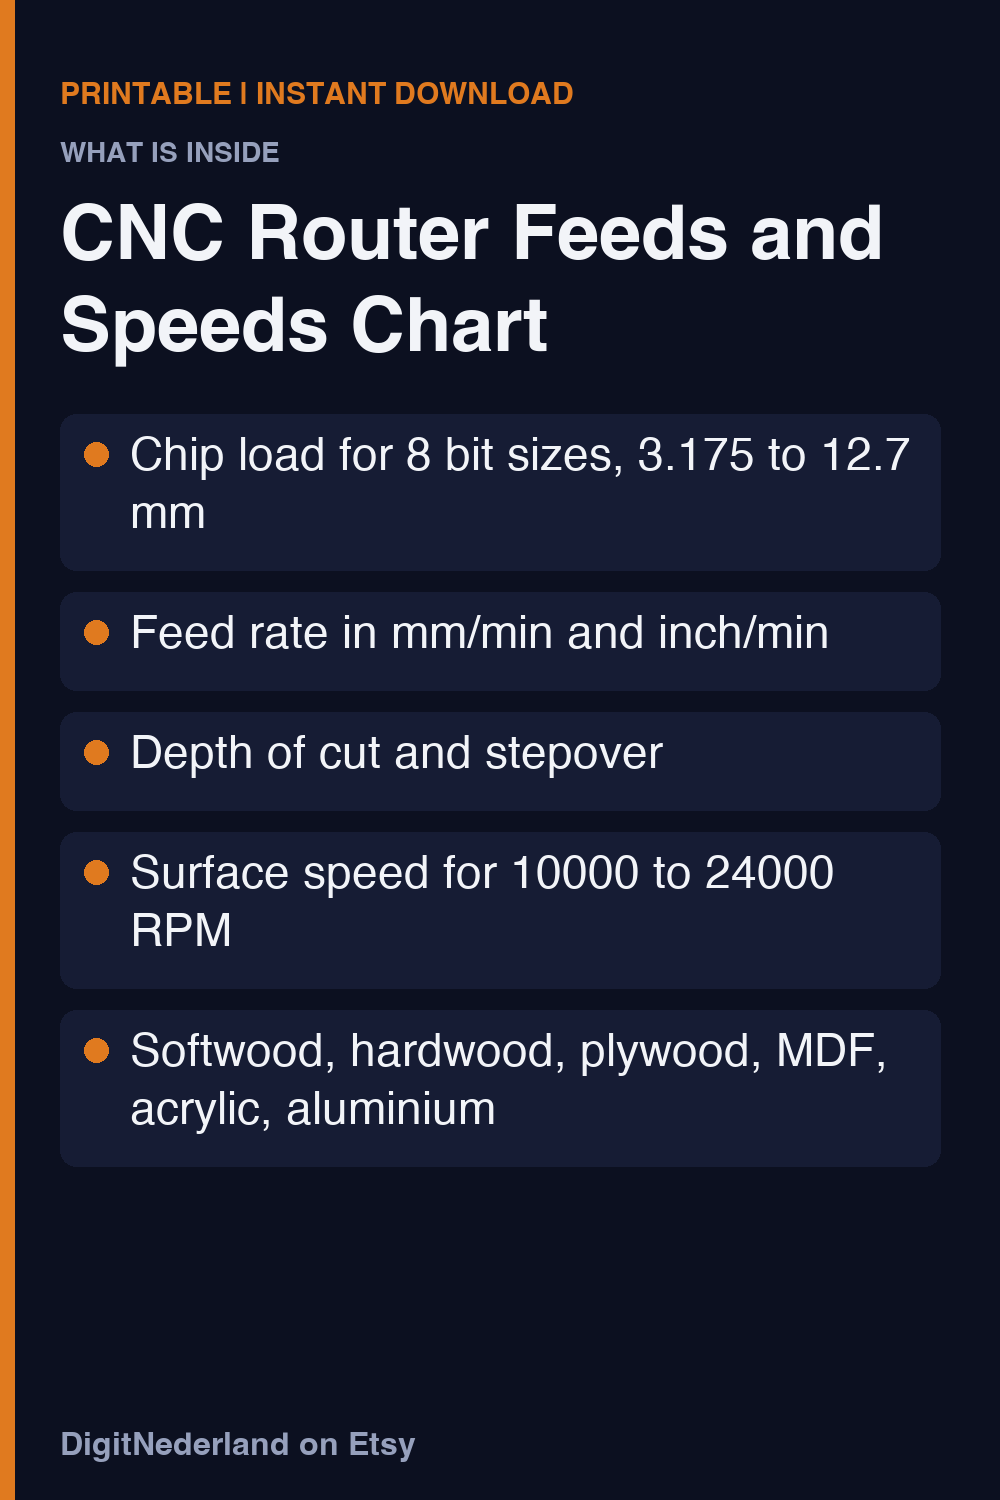 PRINTABLE | INSTANT DOWNLOAD
WHAT IS INSIDE
CNC Router Feeds and
Speeds Chart
Chip load for 8 bit sizes, 3.175 to 12.7
mm
Feed rate in mm/min and inch/min
Depth of cut and stepover
Surface speed for 10000 to 24000
RPM
Softwood, hardwood, plywood, MDF,
acrylic, aluminium
DigitNederland on Etsy